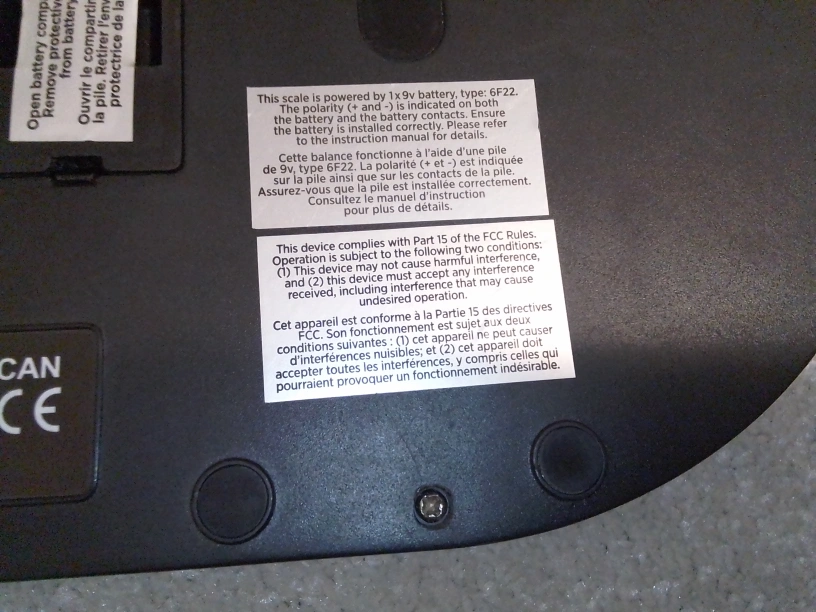 Open battery comp
Remove protective
from battery
Ouvrir le compartin
la pile. Retirer l'env
protectrice de la
This scale is powered by 1x9v battery, type: 6F22.
The polarity (+ and -) is indicated on both
the battery and the battery contacts. Ensure
the battery is installed correctly. Please refer
to the instruction manual for details.
Cette balance fonctionne à l'aide d'une pile
de 9v, type 6F22. La polarité (+ et -) est indiquée
sur la pile ainsi que sur les contacts de la pile.
Assurez-vous que la pile est installée correctement.
Consultez le manuel d'instruction
pour plus de détails.
This device complies with Part 15 of the FCC Rules.
Operation is subject to the following two conditions:
(1) This device may not cause harmful interference,
and (2) this device must accept any interference
received, including interference that may cause
undesired operation.
Cet appareil est conforme à la Partie 15 des directives
FCC. Son fonctionnement est sujet aux deux
conditions suivantes : (1) cet appareil ne peut causer
d'interférences nuisibles; et (2) cet appareil doit
accepter toutes les interférences, y compris celles qui
pourraient provoquer un fonctionnement indésirable.
CAN
CE